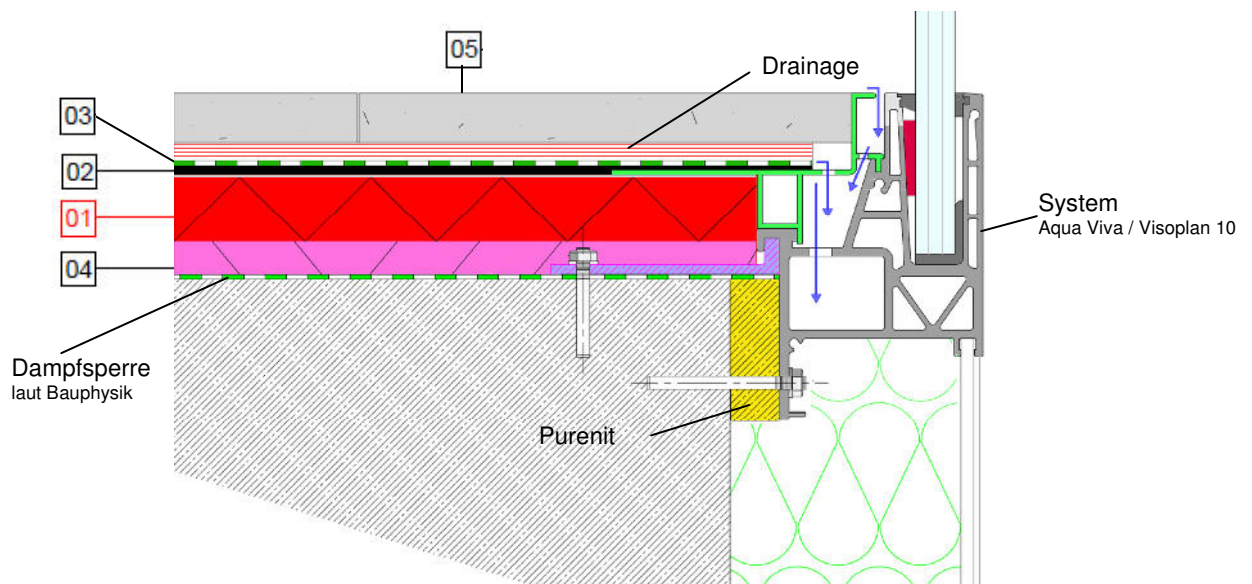 05
Drainage
03
02
01
System
Aqua Viva / Visoplan 10
04
Dampfsperre
laut Bauphysik
Purenit